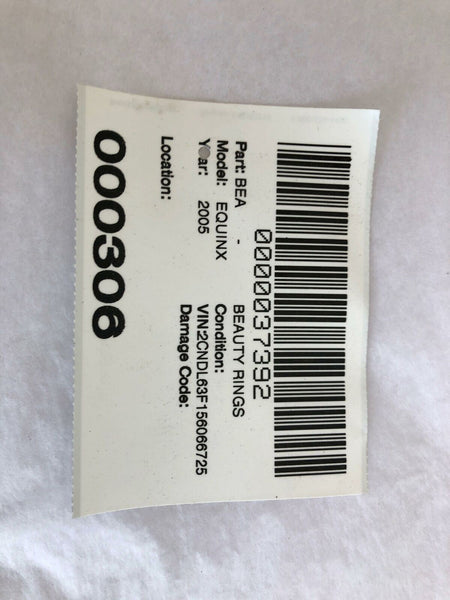 0000037392
Part: BEA - BEAUTY RINGS
Model: EQUINX Condition:
Year: 2005 VIN:2CNDL63F156066725
Damage Code:
Location:
000306